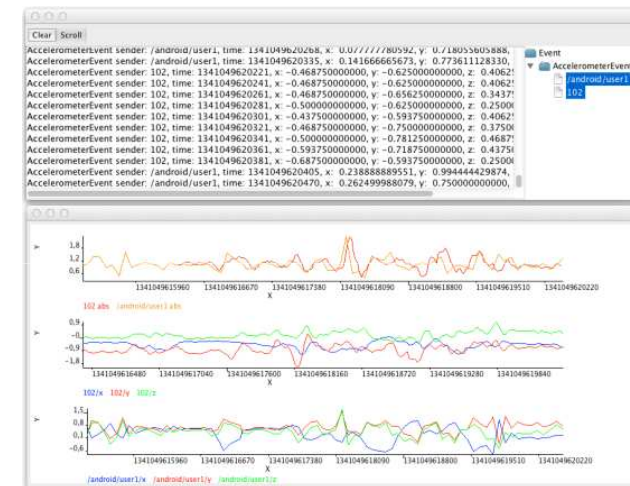 Clear Scroll
AccelerometerEvent sender: /android/user1, time: 1341049620268, x: 0.077777780592, y: 0.718055605888,
AccelerometerEvent sender: /android/user1, time: 1341049620335, x: 0.141666665673, y: 0.773611128330,
AccelerometerEvent sender: 102, time: 1341049620221, x: -0.468750000000, y: -0.625000000000, z: 0.4062
AccelerometerEvent sender: 102, time: 1341049620241, x: -0.468750000000, y: -0.625000000000, z: 0.4062
AccelerometerEvent sender: 102, time: 1341049620261, x: -0.468750000000, y: -0.656250000000, z: 0.3437
AccelerometerEvent sender: 102, time: 1341049620281, x: -0.500000000000, y: -0.625000000000, z: 0.2500
AccelerometerEvent sender: 102, time: 1341049620301, x: -0.437500000000, y: -0.593750000000, z: 0.4062
AccelerometerEvent sender: 102, time: 1341049620321, x: -0.468750000000, y: -0.750000000000, z: 0.3750
AccelerometerEvent sender: 102, time: 1341049620341, x: -0.500000000000, y: -0.781250000000, z: 0.4687
AccelerometerEvent sender: 102, time: 1341049620361, x: -0.593750000000, y: -0.718750000000, z: 0.4375
AccelerometerEvent sender: 102, time: 1341049620381, x: -0.687500000000, y: -0.593750000000, z: 0.2500
AccelerometerEvent sender: /android/user1, time: 1341049620405, x: 0.238888889551, y: 0.994444429874,
AccelerometerEvent sender: /android/user1, time: 1341049620470, x: 0.262499988079, y: 0.750000000000,
Event
AccelerometerEvent
/android/user1
102
Y
1,8
1,2
0,6
1341049615960 1341049616670 1341049617380 1341049618090 1341049618800 1341049619510 1341049620220
X
102 abs /android/user1 abs
Y
0,9
-0
-0,9
-1,8
1341049616480 1341049617040 1341049617600 1341049618160 1341049618720 1341049619280 1341049619840
X
102/x 102/y 102/z
Y
1,5
0,8
0,1
-0,6
1341049615960 1341049616670 1341049617380 1341049618090 1341049618800 1341049619510 1341049620220
X
/android/user1/x /android/user1/y /android/user1/z